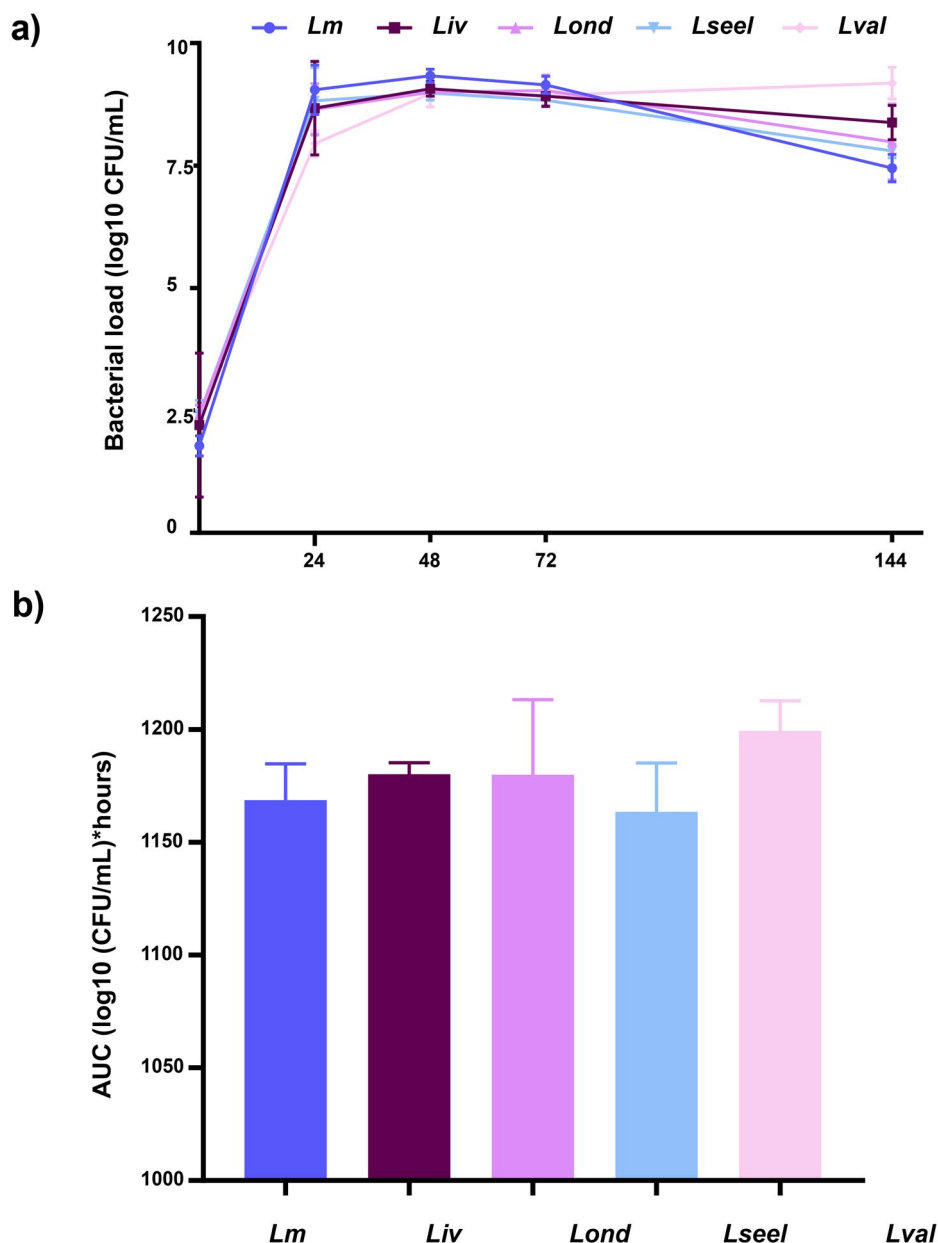 a)
Lm Liv Lond Lseel Lval
Bacterial load (log10 CFU/mL)
10
7.5
5
2.5
0
24 48 72 144
b)
AUC (log10 (CFU/mL)*hours)
1250
1200
1150
1100
1050
1000
Lm Liv Lond Lseel Lval